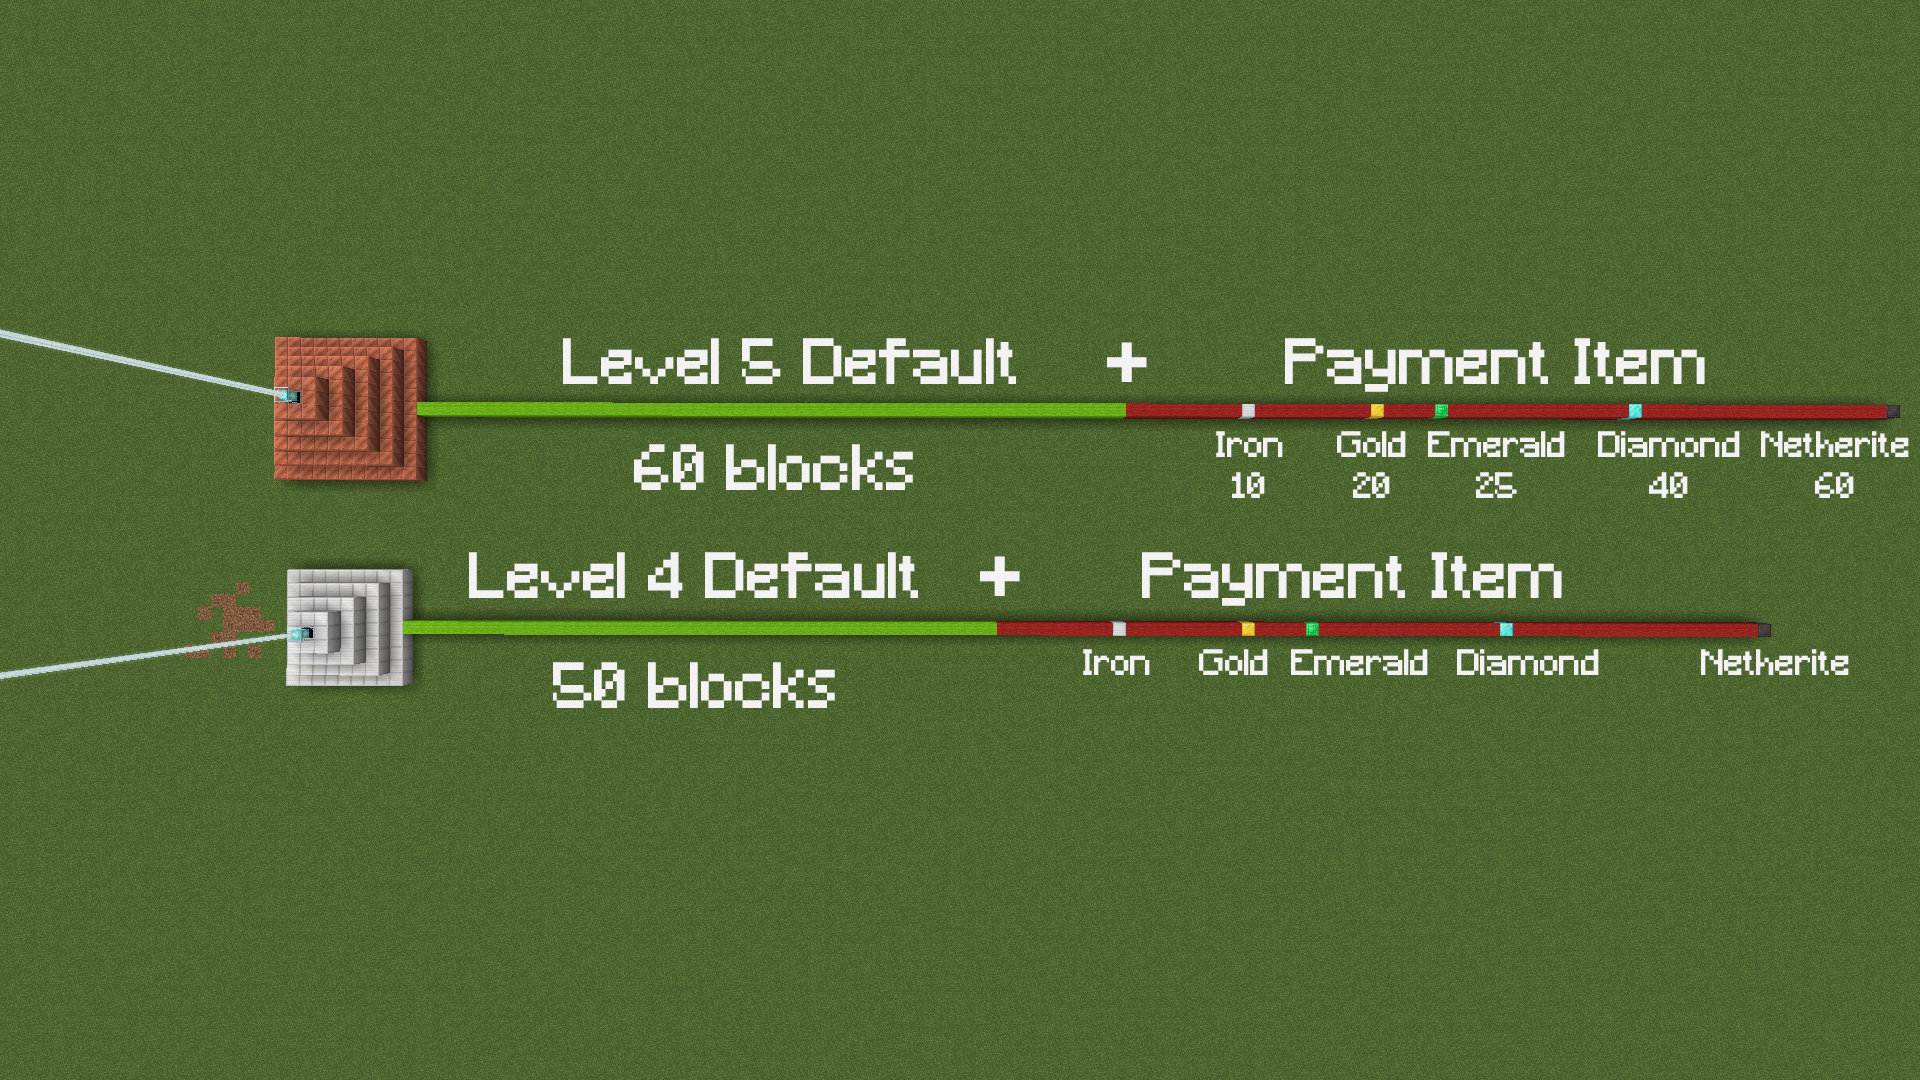 Level 5 Default + Payment Item
60 blocks
Iron Gold Emerald Diamond Netherite
10 20 25 40 60
Level 4 Default + Payment Item
50 blocks
Iron Gold Emerald Diamond Netherite